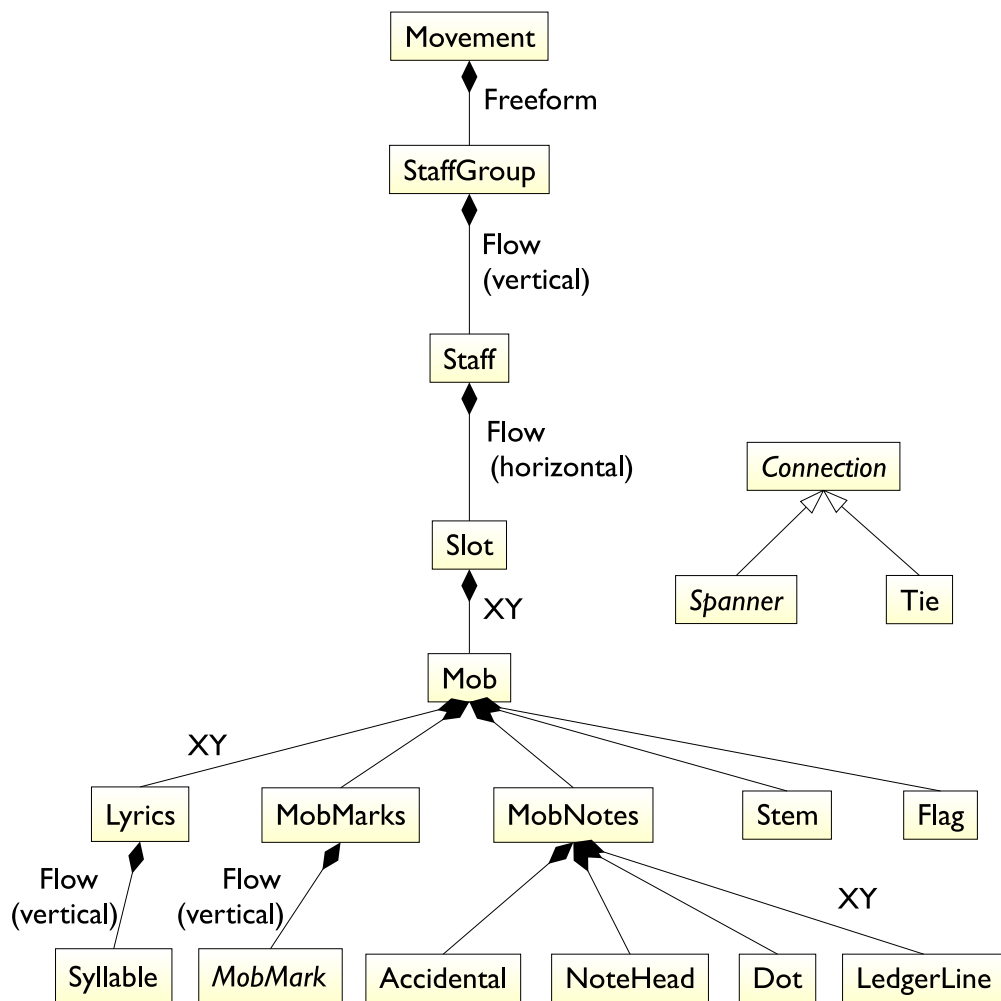 Movement
Freeform
StaffGroup
Flow
(vertical)
Staff
Flow
(horizontal)
Connection
Slot
Spanner
Tie
XY
Mob
XY
Lyrics
MobMarks
MobNotes
Stem
Flag
Flow
(vertical)
Flow
(vertical)
XY
Syllable
MobMark
Accidental
NoteHead
Dot
LedgerLine